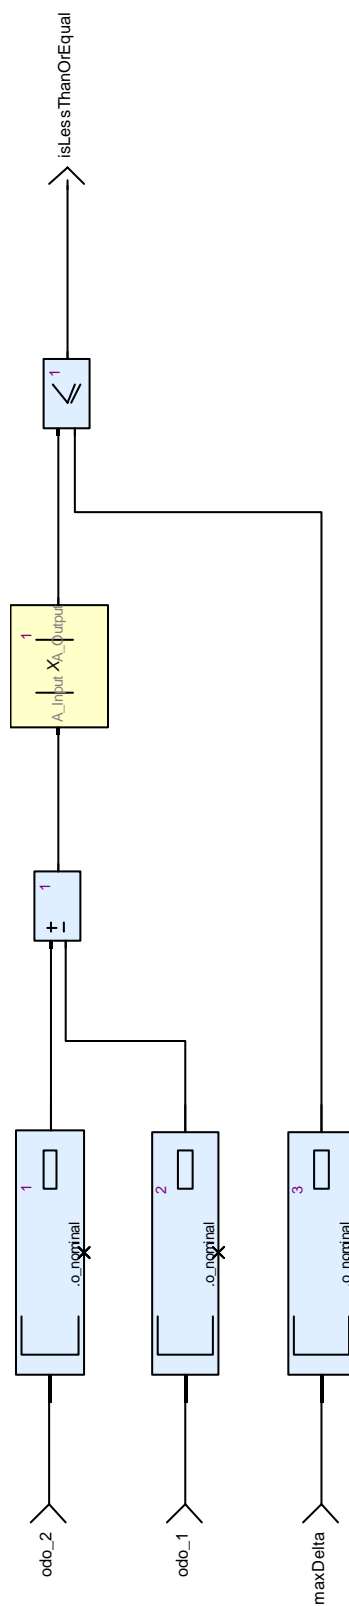 isLessThanOrEqual
1
≤
1
A_Input
X
A_Output
1
+
−
1
.o_nominal
2
.o_nominal
3
.o_nominal
odo_2
odo_1
maxDelta